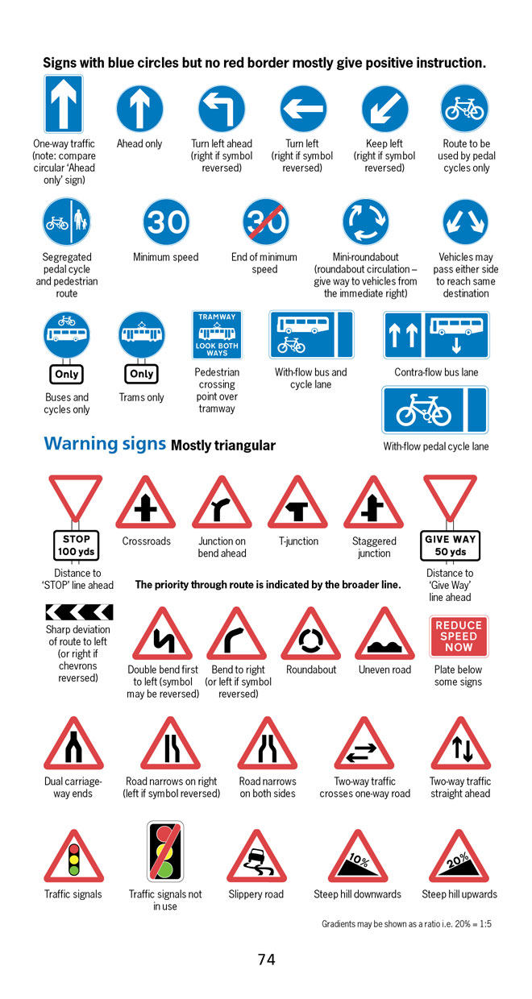 Signs with blue circles but no red border mostly give positive instruction.
One-way traffic
(note: compare
circular ‘Ahead
only’ sign)
Ahead only
Turn left ahead
(right if symbol
reversed)
Turn left
(right if symbol
reversed)
Keep left
(right if symbol
reversed)
Route to be
used by pedal
cycles only
Segregated
pedal cycle
and pedestrian
route
30
Minimum speed
30
End of minimum
speed
Mini-roundabout
(roundabout circulation –
give way to vehicles from
the immediate right)
Vehicles may
pass either side
to reach same
destination
Only
Buses and
cycles only
Only
Trams only
TRAMWAY
LOOK BOTH
WAYS
Pedestrian
crossing
point over
tramway
With-flow bus and
cycle lane
Contra-flow bus lane
With-flow pedal cycle lane
Warning signs Mostly triangular
STOP
100 yds
Distance to
‘STOP’ line ahead
Crossroads
Junction on
bend ahead
T-junction
Staggered
junction
GIVE WAY
50 yds
Distance to
‘Give Way’
line ahead
The priority through route is indicated by the broader line.
Sharp deviation
of route to left
(or right if
chevrons
reversed)
Double bend first
to left (symbol
may be reversed)
Bend to right
(or left if symbol
reversed)
Roundabout
Uneven road
REDUCE
SPEED
NOW
Plate below
some signs
Dual carriage-
way ends
Road narrows on right
(left if symbol reversed)
Road narrows
on both sides
Two-way traffic
crosses one-way road
Two-way traffic
straight ahead
Traffic signals
Traffic signals not
in use
Slippery road
10%
Steep hill downwards
20%
Steep hill upwards
Gradients may be shown as a ratio i.e. 20% = 1:5
74